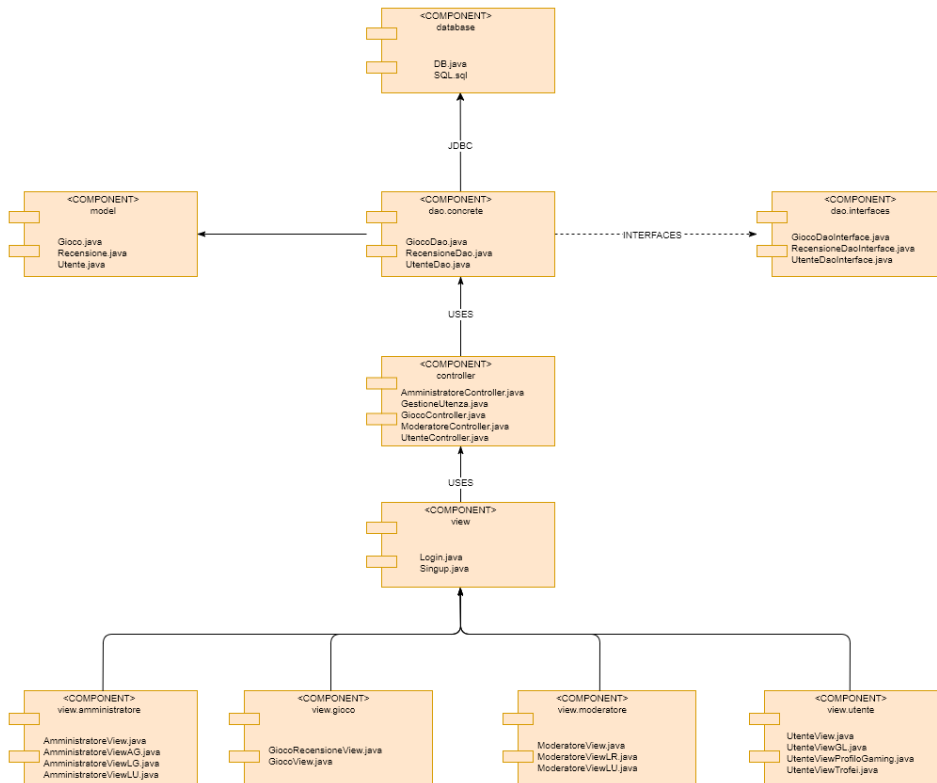 <COMPONENT>
database
DB.java
SQL.sql
JDBC
<COMPONENT>
model
Gioco.java
Recensione.java
Utente.java
<COMPONENT>
dao.concrete
GiocoDao.java
RecensioneDao.java
UtenteDao.java
INTERFACES
<COMPONENT>
dao.interfaces
GiocoDaoInterface.java
RecensioneDaoInterface.java
UtenteDaoInterface.java
USES
<COMPONENT>
controller
AmministratoreController.java
GestioneUtenza.java
GiocoController.java
ModeratoreController.java
UtenteController.java
USES
<COMPONENT>
view
Login.java
Singup.java
<COMPONENT>
view.amministratore
AmministratoreView.java
AmministratoreViewAG.java
AmministratoreViewLG.java
AmministratoreViewLU.java
<COMPONENT>
view.gioco
GiocoRecensioneView.java
GiocoView.java
<COMPONENT>
view.moderatore
ModeratoreView.java
ModeratoreViewLR.java
ModeratoreViewLU.java
<COMPONENT>
view.utente
UtenteView.java
UtenteViewGL.java
UtenteViewProfiloGaming.java
UtenteViewTrofei.java